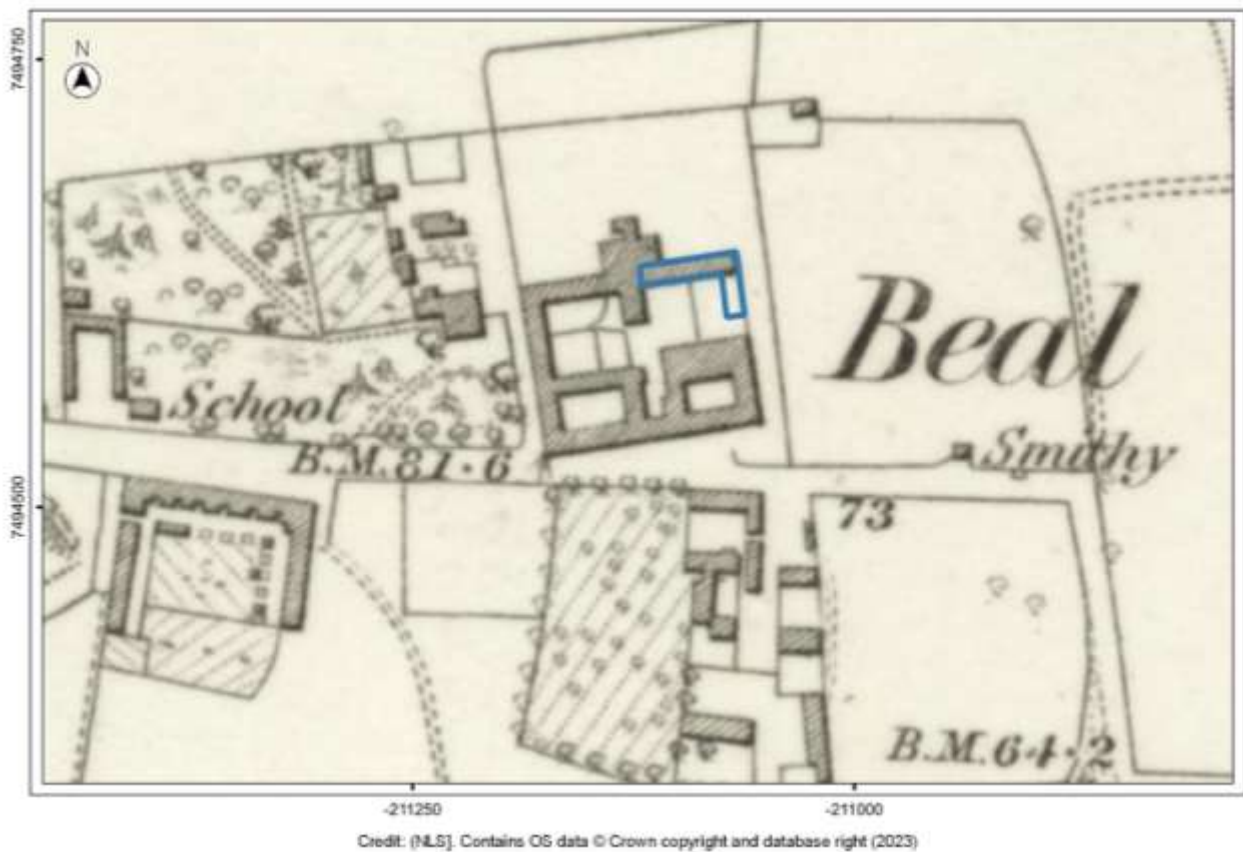 N
7494750
Beal
School
Smithy
B.M.81·6
7494500
73
B.M.64·2
-211250
-211000
Credit: (NLS]. Contains OS data © Crown copyright and database right (2023)